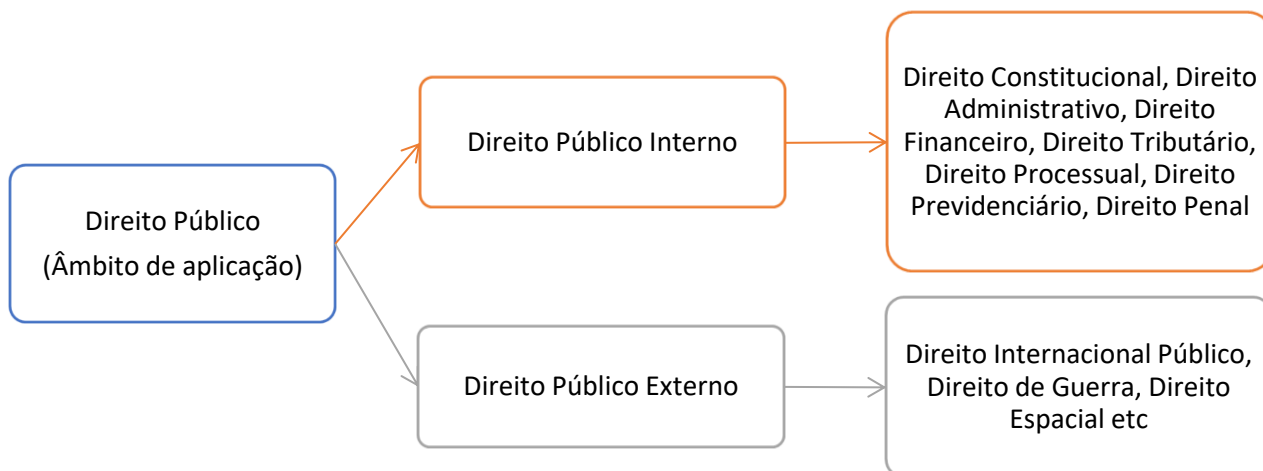 Direito Público
(Âmbito de aplicação)
Direito Público Interno
Direito Constitucional, Direito
Administrativo, Direito
Financeiro, Direito Tributário,
Direito Processual, Direito
Previdenciário, Direito Penal
Direito Público Externo
Direito Internacional Público,
Direito de Guerra, Direito
Espacial etc